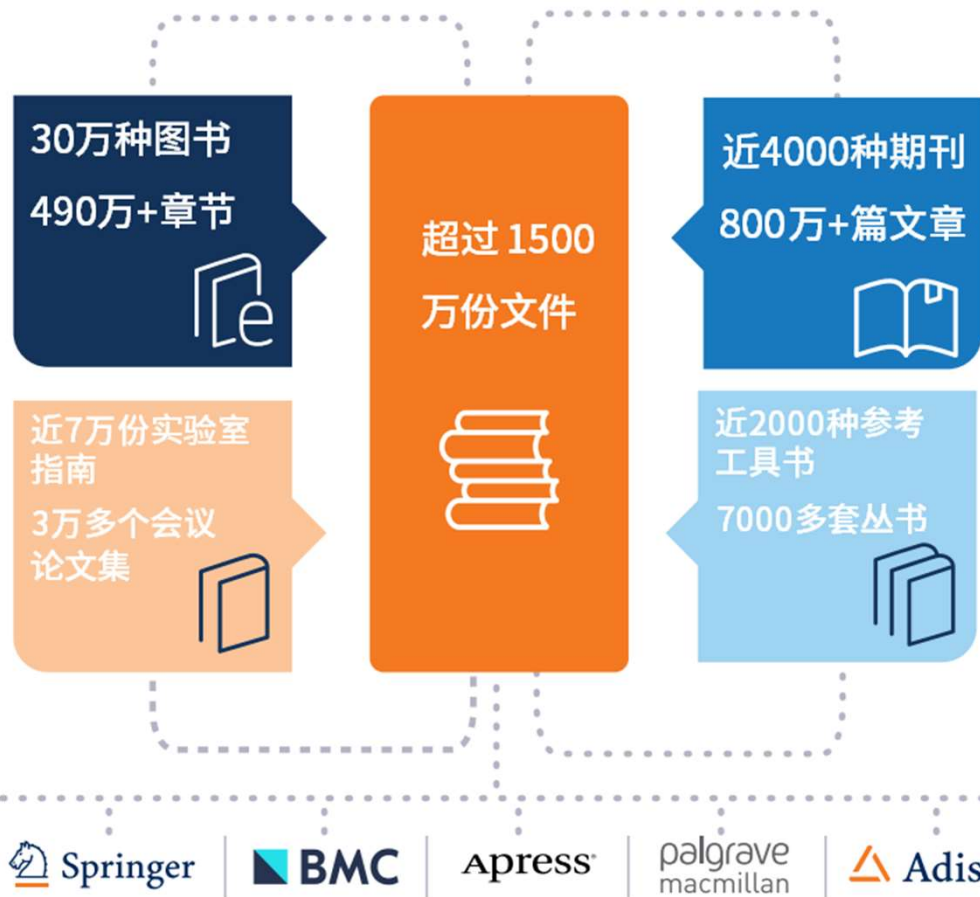 30万种图书
490万+章节
超过 1500
万份文件
近4000种期刊
800万+篇文章
近7万份实验室
指南
3万多个会议
论文集
近2000种参考
工具书
7000多套丛书
Springer
BMC
Apress
palgrave
macmillan
Adis